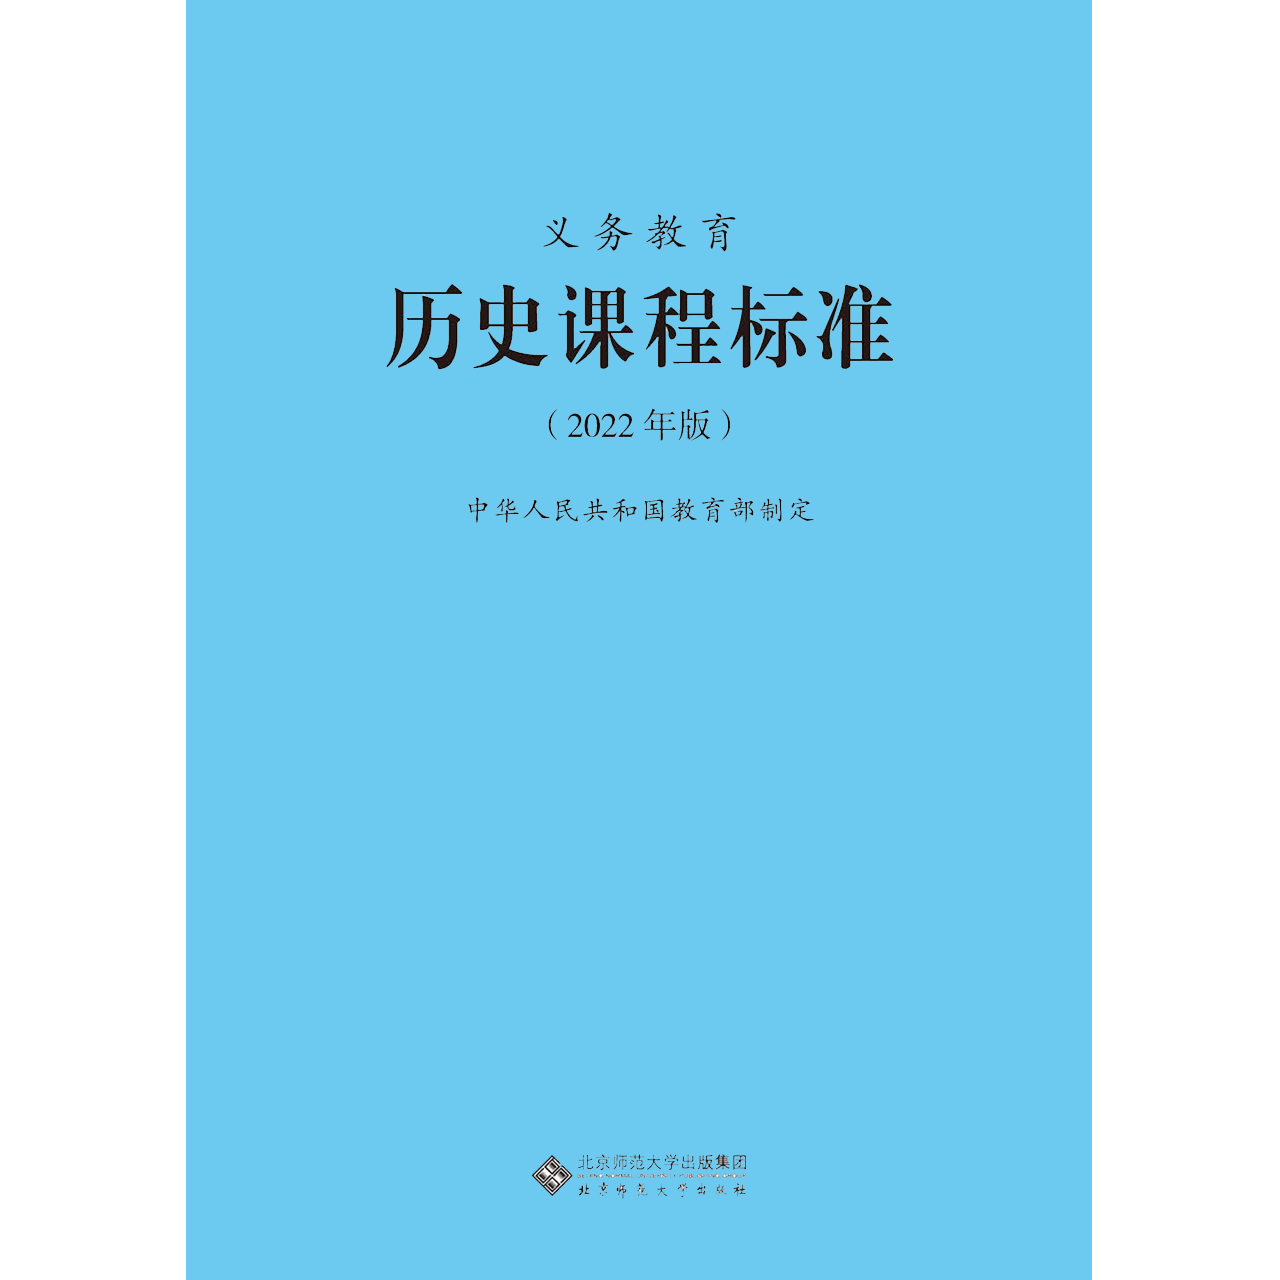 义务教育
历史课程标准
（2022年版）
中华人民共和国教育部制定
北京师范大学出版集团
北京师范大学出版社